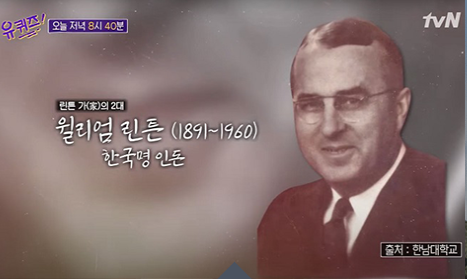 유퀴즈!
오늘 저녁 8시 40분
tvN
린튼 가(家)의 2대
윌리엄 린튼 (1891~1960)
한국명 인돈
출처 : 한남대학교